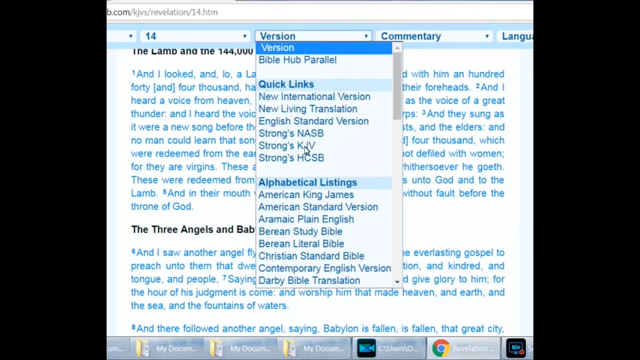 b.com/kjvs/revelation/14.htm
14 Version Commentary Langua
The Lamb and the 144,000
Version
Bible Hub Parallel
Quick Links
New International Version
New Living Translation
English Standard Version
Strong's NASB
Strong's KJV
Strong's HCSB
Alphabetical Listings
American King James
American Standard Version
Aramaic Plain English
Berean Study Bible
Berean Literal Bible
Christian Standard Bible
Contemporary English Version
Darby Bible Translation
1And I looked, and, lo, a La with him an hundred
forty [and] four thousand, ha their foreheads. 2And I
heard a voice from heaven, as the voice of a great
thunder: and I heard the voic rps: 3And they sung as
it were a new song before the ts, and the elders: and
no man could learn that son four thousand, which
were redeemed from the ear not defiled with women;
for they are virgins. These a hithersoever he goeth.
These were redeemed from unto God and to the
Lamb. 5And in their mouth v without fault before the
throne of God.
The Three Angels and Bab
6And I saw another angel fly e everlasting gospel to
preach unto them that dwe ation, and kindred, and
tongue, and people, 7Saying d give glory to him; for
the hour of his judgment is come: and worship him that made heaven, and earth, and
the sea, and the fountains of waters.
8And there followed another angel, saying, Babylon is fallen, is fallen, that great city,
My Docum My Docum My Docum C:\Users\O... Revelation